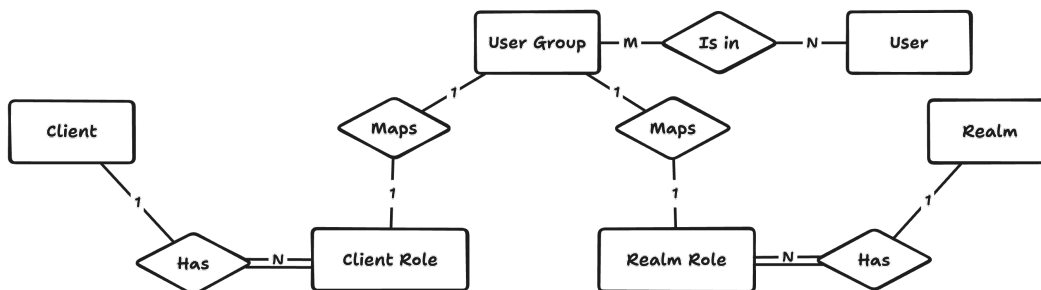 User Group
M
Is in
N
User
1
1
Client
Maps
Maps
Realm
1
1
1
1
Has
N
Client Role
Realm Role
N
Has